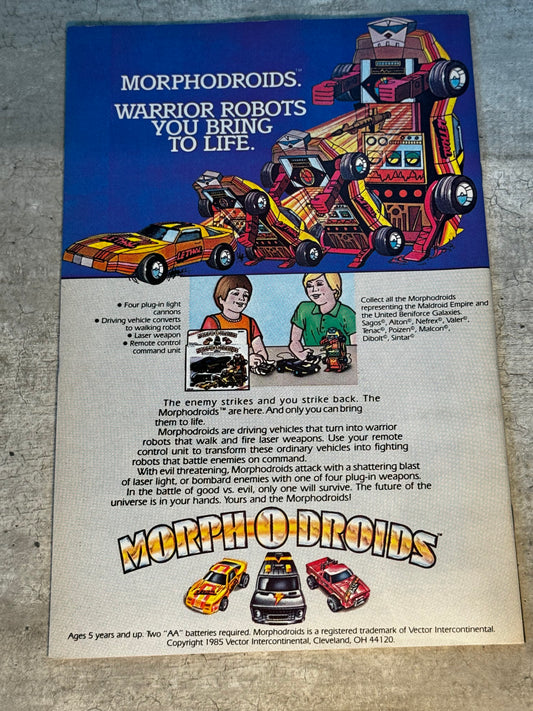 MORPHODROIDS.™
WARRIOR ROBOTS
YOU BRING
TO LIFE.
LETHOL
LETHOL
• Four plug-in light
cannons
• Driving vehicle converts
to walking robot
• Laser weapon
• Remote control
command unit
Collect all the Morphodroids
representing the Maldroid Empire and
the United Beniforce Galaxies.
Sagos©, Alton©, Nefrex©, Valer©,
Tenac©, Poizen©, Malcon©,
Dibolt©, Sintar©
The enemy strikes and you strike back. The
Morphodroids™ are here. And only you can bring
them to life.
Morphodroids are driving vehicles that turn into warrior
robots that walk and fire laser weapons. Use your remote
control unit to transform these ordinary vehicles into fighting
robots that battle enemies on command.
With evil threatening, Morphodroids attack with a shattering blast
of laser light, or bombard enemies with one of four plug-in weapons.
In the battle of good vs. evil, only one will survive. The future of the
universe is in your hands. Yours and the Morphodroids!
MORPH-O-DROIDS™
Ages 5 years and up. Two "AA" batteries required. Morphodroids is a registered trademark of Vector Intercontinental.
Copyright 1985 Vector Intercontinental, Cleveland, OH 44120.